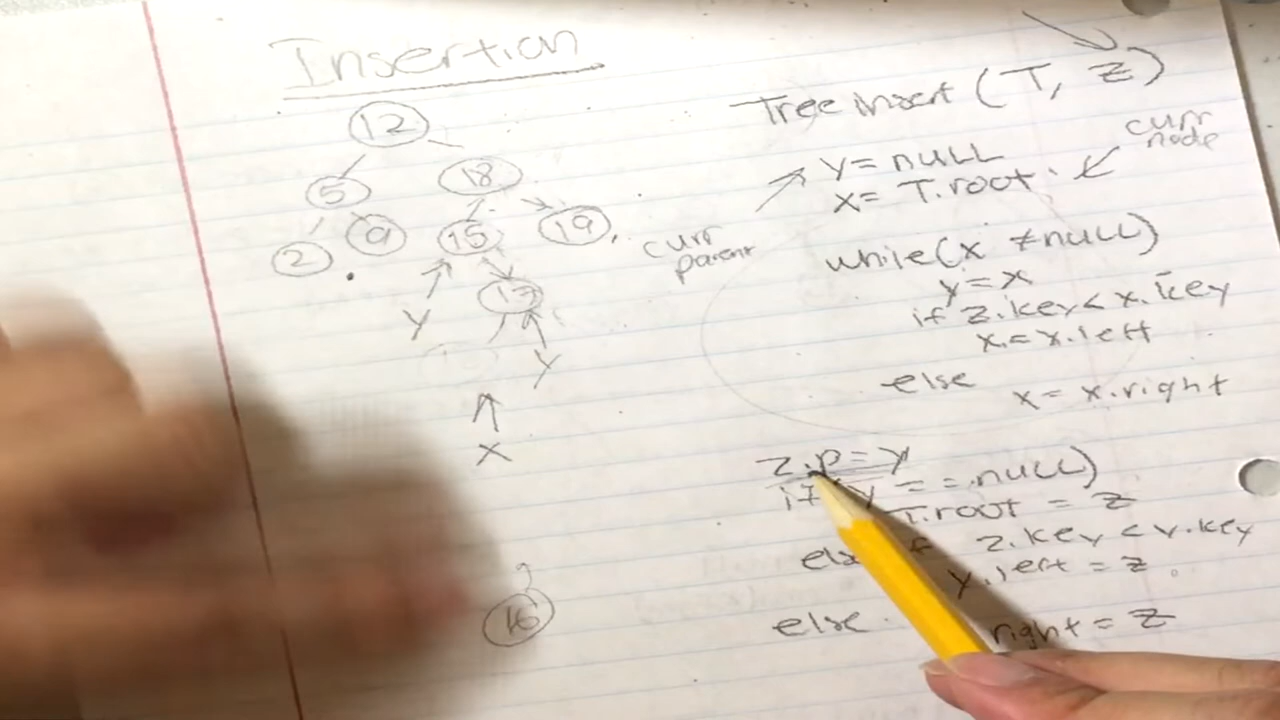 Insertion
12
5
18
2
9
15
19
17
Y
Y
X
16
Tree insert (T, z)
curr
node
y = null
x = T.root.
curr
parent
while (x ≠ null)
y = x
if z.key < x.key
x = x.left
else
x = x.right
z.p = y
if y == null)
T.root = z
else z.key < y.key
y.left = z
else
right = z